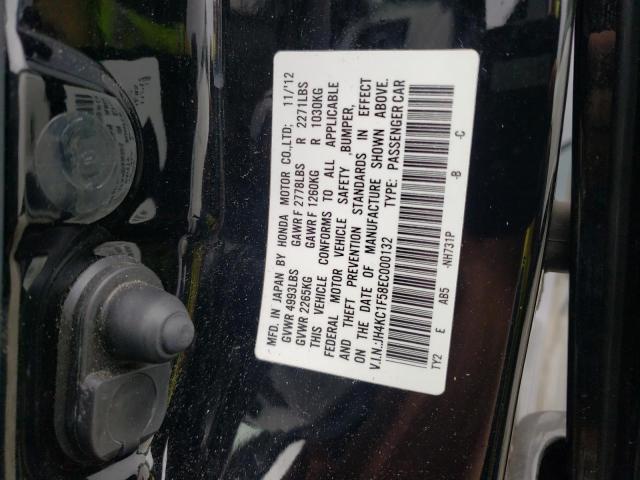 MFD. IN JAPAN BY HONDA MOTOR CO.,LTD; 11/12
GVWR 4993LBS GAWR F 2778LBS R 2271LBS
GVWR 2265KG GAWR F 1260KG R 1030KG
THIS VEHICLE CONFORMS TO ALL APPLICABLE
FEDERAL MOTOR VEHICLE SAFETY ,BUMPER,
AND THEFT PREVENTION STANDARDS IN EFFECT
ON THE DATE OF MANUFACTURE SHOWN ABOVE.
V.I.N.:JH4KC1F58EC000132 TYPE: PASSENGER CAR
TY2 E AB5 -NH731P -B -C